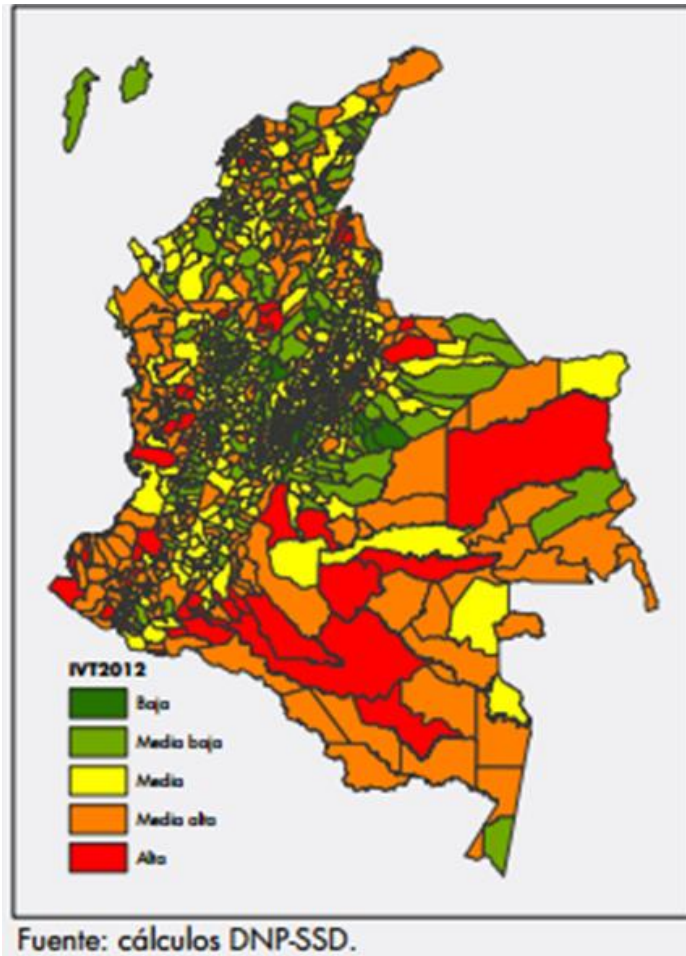 IVT2012
Baja
Media baja
Media
Media alta
Alta
Fuente: cálculos DNP-SSD.